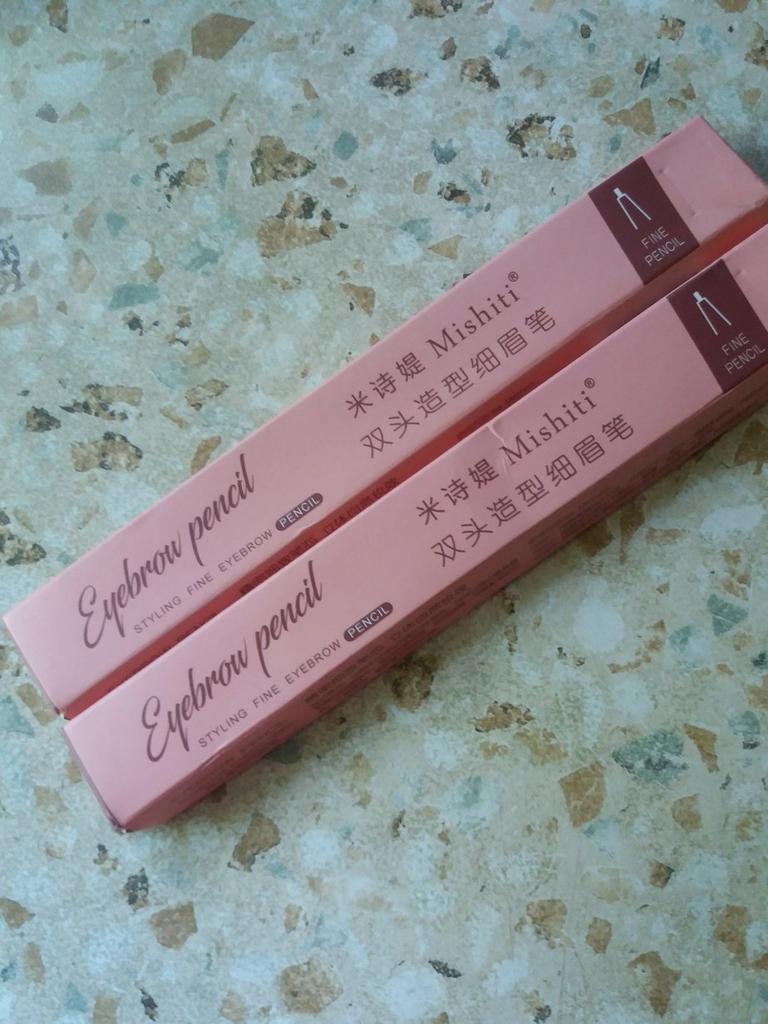 FINE
PENCIL
米诗媞 Mishiti®
双头造型细眉笔
Eyebrow pencil
STYLING FINE EYEBROW PENCIL
FINE
PENCIL
米诗媞 Mishiti®
双头造型细眉笔
Eyebrow pencil
STYLING FINE EYEBROW PENCIL